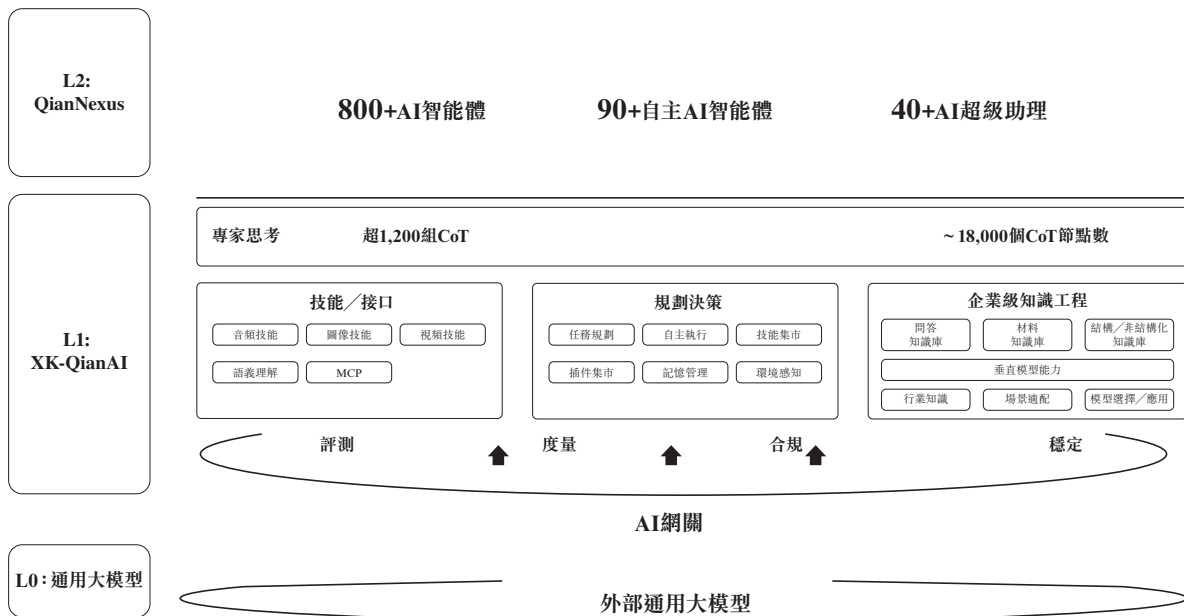 L2:
QianNexus
800+AI智能體
90+自主AI智能體
40+AI超級助理
L1:
XK-QianAI
專家思考
超1,200組CoT
~18,000個CoT節點數
技能／接口
音頻技能
圖像技能
視頻技能
語義理解
MCP
規劃決策
任務規劃
自主執行
技能集市
插件集市
記憶管理
環境感知
企業級知識工程
問答
知識庫
材料
知識庫
結構／非結構化
知識庫
垂直模型能力
行業知識
場景適配
模型選擇／應用
評測
度量
合規
穩定
AI網關
L0：通用大模型
外部通用大模型